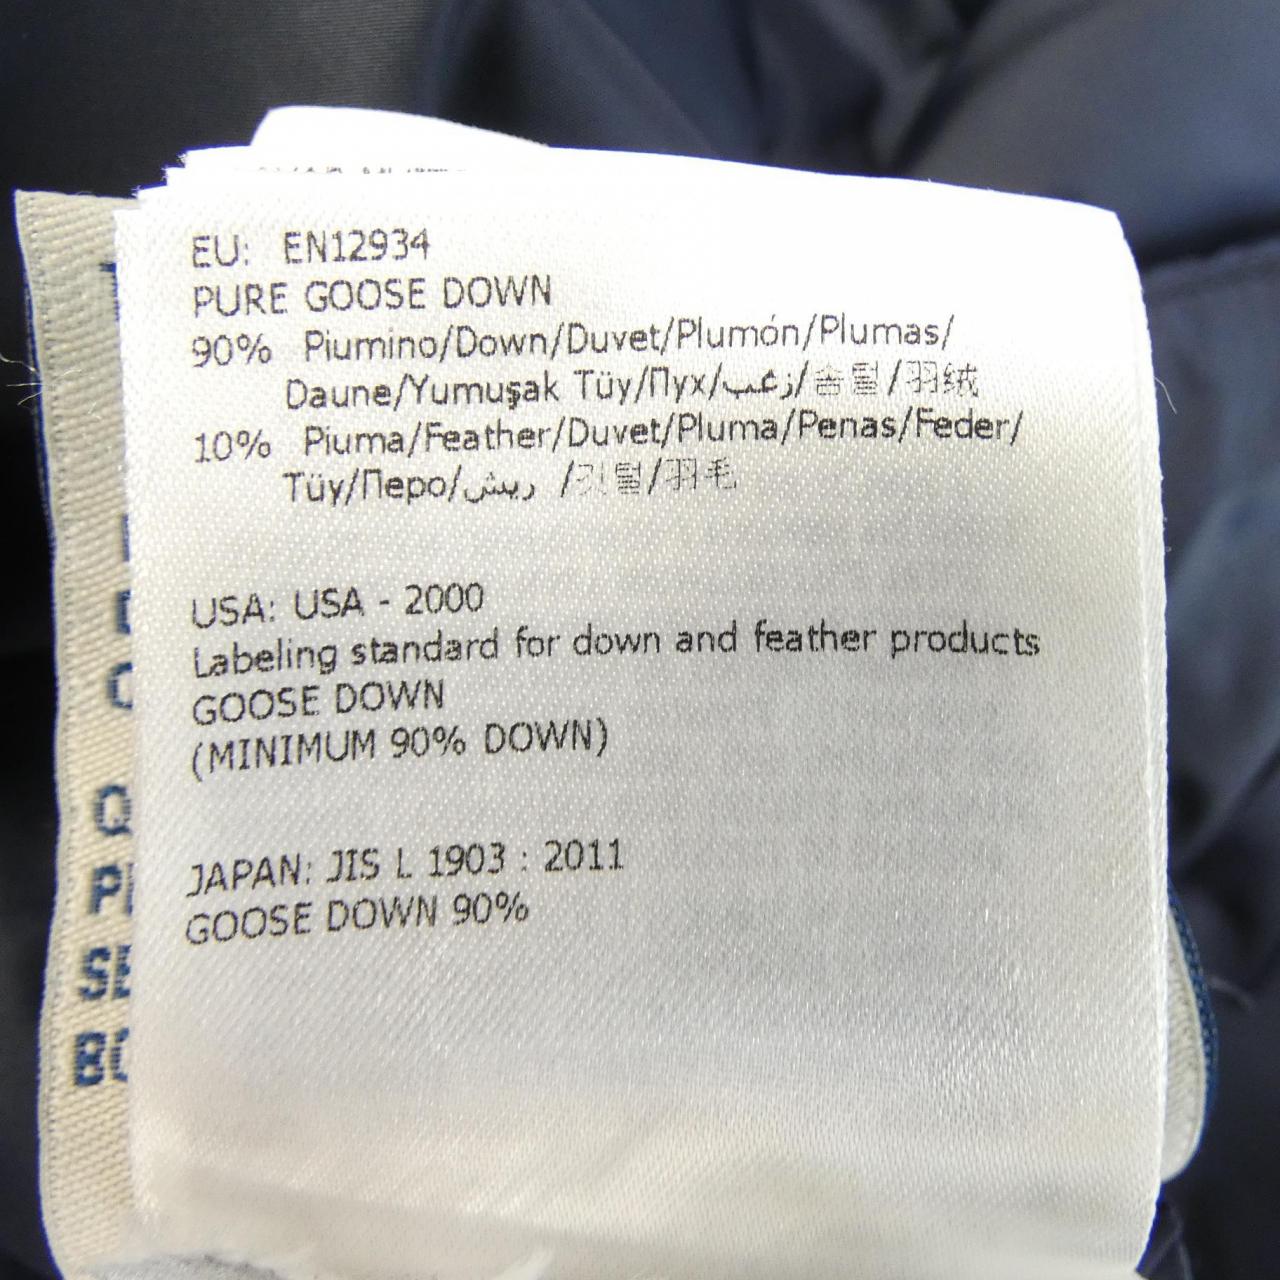 EU: EN12934
PURE GOOSE DOWN
90% Piumino/Down/Duvet/Plumón/Plumas/
Daune/Yumuşak Tüy/Пух/زغب/솜털/羽绒
10% Piuma/Feather/Duvet/Pluma/Penas/Feder/
Tüy/Перо/ريش /깃털/羽毛
USA: USA - 2000
Labeling standard for down and feather products
GOOSE DOWN
(MINIMUM 90% DOWN)
JAPAN: JIS L 1903 : 2011
GOOSE DOWN 90%